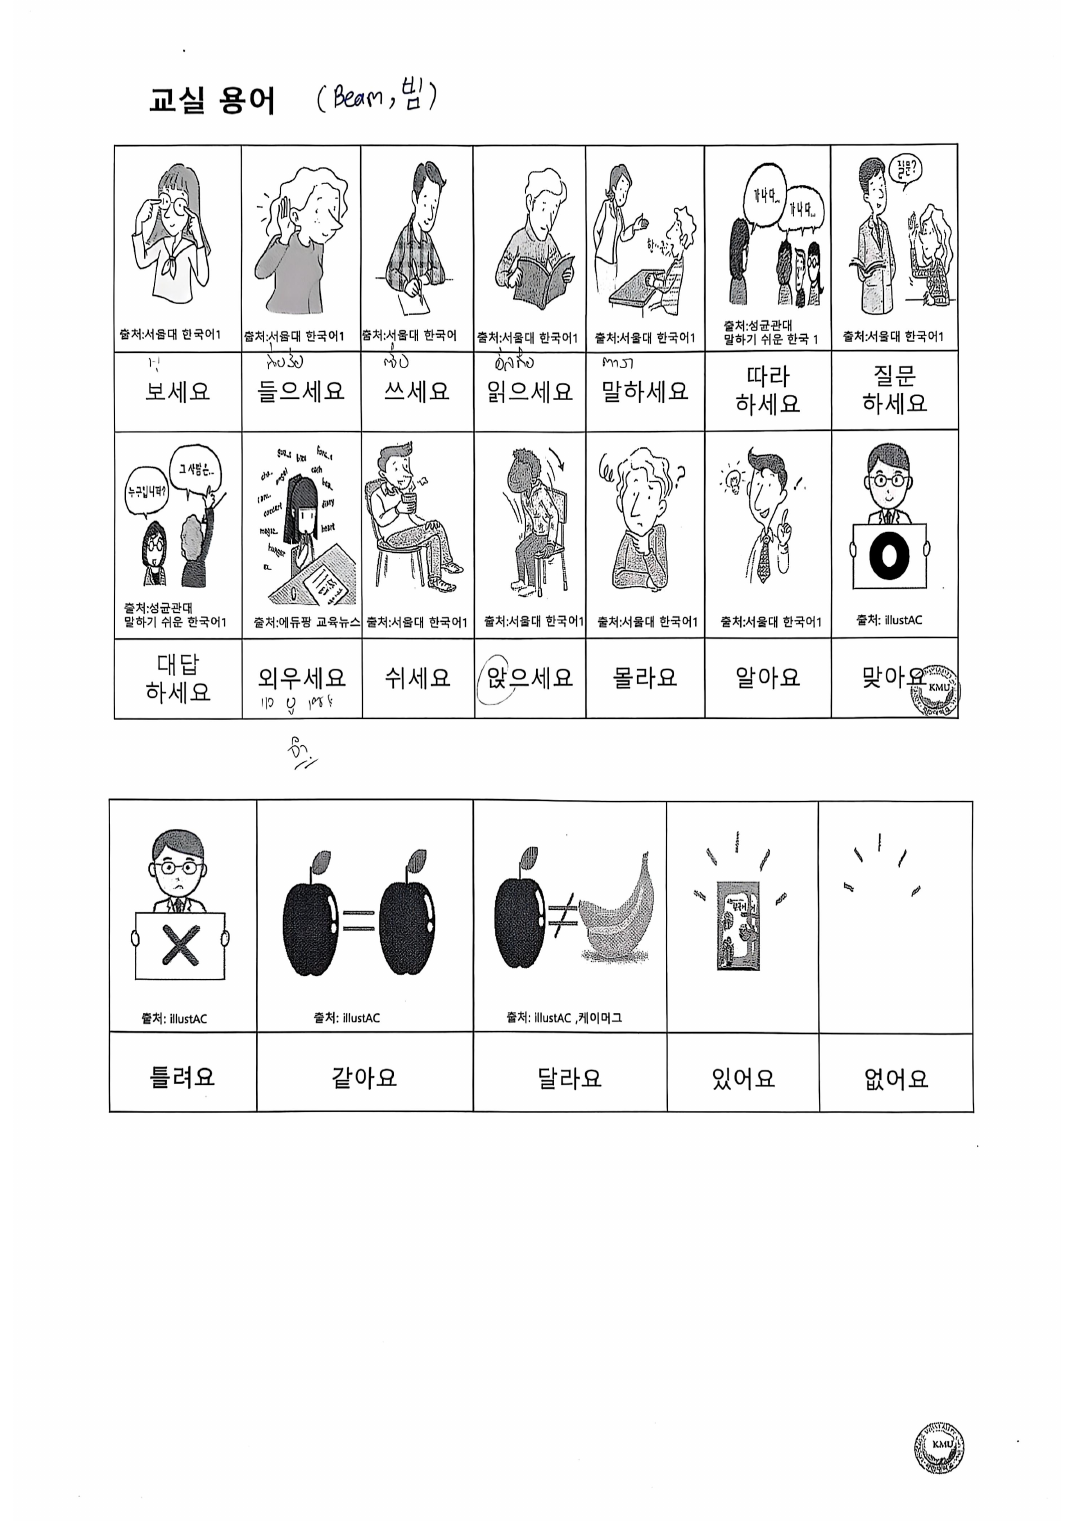 교실 용어 (Beam, 빔)
가나다...
가나다...
질문?
출처:서울대 한국어1
출처:서울대 한국어1
출처:서울대 한국어
출처:서울대 한국어1
출처:서울대 한국어1
출처:성균관대
말하기 쉬운 한국 1
출처:서울대 한국어1
보세요
들으세요
쓰세요
읽으세요
말하세요
따라
하세요
질문
하세요
누구입니까?
그 사람은...
출처:성균관대
말하기 쉬운 한국어1
출처:에듀팡 교육뉴스
출처:서울대 한국어1
출처:서울대 한국어1
출처:서울대 한국어1
출처:서울대 한국어1
출처: illustAC
대답
하세요
외우세요
쉬세요
앉으세요
몰라요
알아요
맞아요
KMU
출처: illustAC
출처: illustAC
출처: illustAC ,케이머그
틀려요
같아요
달라요
있어요
없어요
KMU